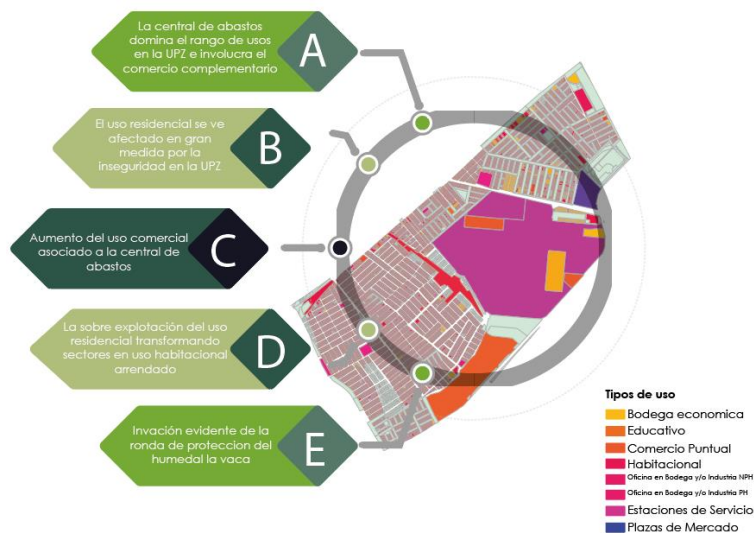 La central de abastos
domina el rango de usos
en la UPZ e involucra el
comercio complementario
A
El uso residencial se ve
afectado en gran
medida por la
inseguridad en la UPZ
B
Aumento del uso comercial
asociado a la central de
abastos
C
La sobre explotación del uso
residencial transformando
sectores en uso habitacional
arrendado
D
Invación evidente de la
ronda de proteccion del
humedal la vaca
E
Tipos de uso
Bodega economica
Educativo
Comercio Puntual
Habitacional
Oficina en Bodega y/o Industria NPH
Oficina en Bodega y/o Industria PH
Estaciones de Servicio
Plazas de Mercado